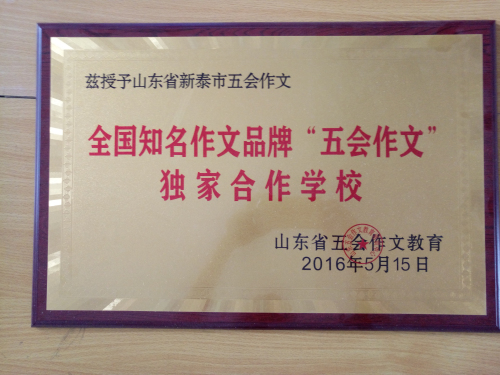 兹授予山东省新泰市五会作文
全国知名作文品牌“五会作文”
独家合作学校
山东省五会作文教育
2016年5月15日